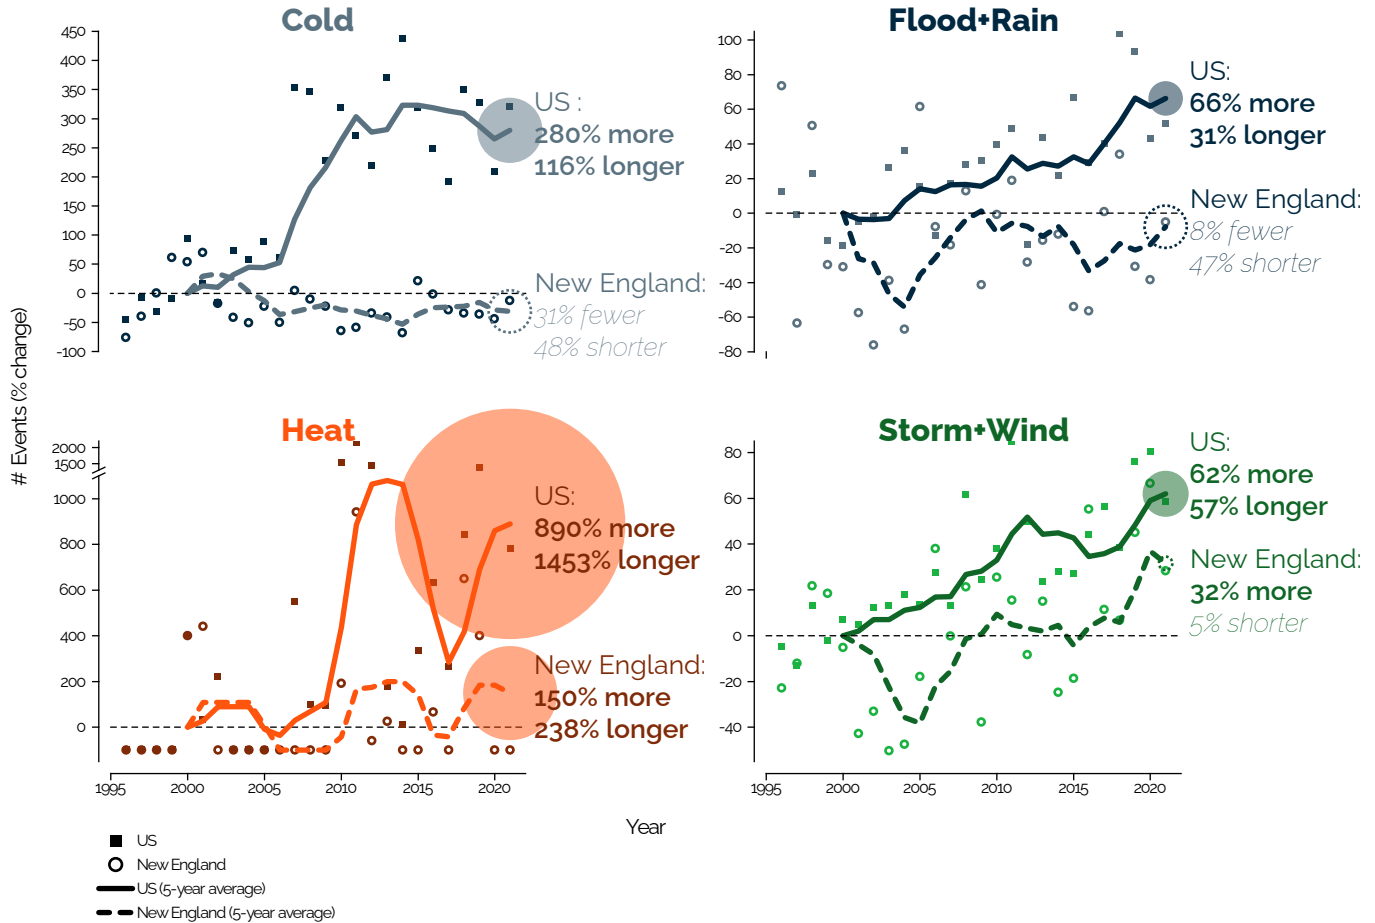 Cold
450
400
350
300
250
200
150
100
50
0
-50
-100
US :
280% more
116% longer
New England:
31% fewer
48% shorter
Flood+Rain
100
80
60
40
20
0
-20
-40
-60
-80
US:
66% more
31% longer
New England:
8% fewer
47% shorter
# Events (% change)
Heat
2000
1500
1000
800
600
400
200
0
US:
890% more
1453% longer
New England:
150% more
238% longer
1995 2000 2005 2010 2015 2020
Storm+Wind
80
60
40
20
0
-20
-40
US:
62% more
57% longer
New England:
32% more
5% shorter
1995 2000 2005 2010 2015 2020
Year
US
New England
US (5-year average)
New England (5-year average)